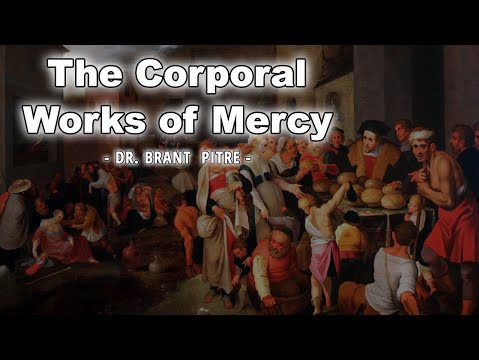 The Corporal
Works of Mercy
- DR. BRANT PITRE -